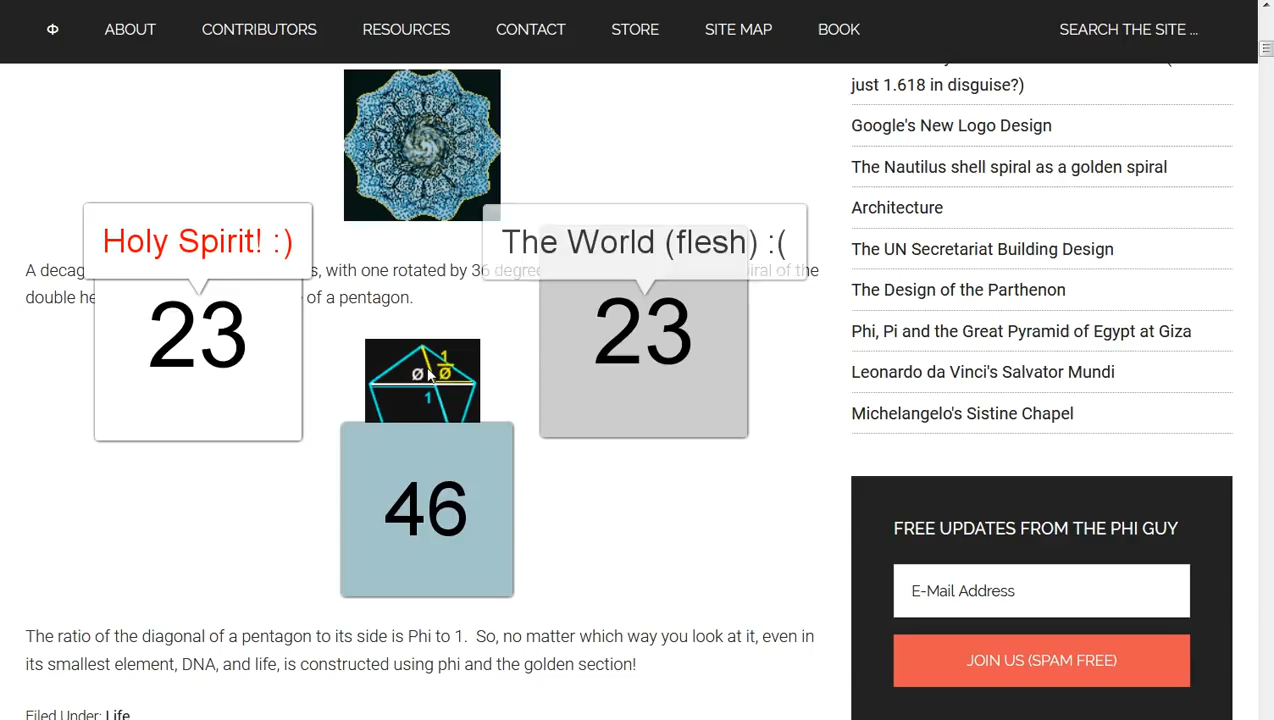 Φ ABOUT CONTRIBUTORS RESOURCES CONTACT STORE SITE MAP BOOK SEARCH THE SITE ...
just 1.618 in disguise?)
Google's New Logo Design
The Nautilus shell spiral as a golden spiral
Architecture
The UN Secretariat Building Design
The Design of the Parthenon
Phi, Pi and the Great Pyramid of Egypt at Giza
Leonardo da Vinci's Salvator Mundi
Michelangelo's Sistine Chapel
FREE UPDATES FROM THE PHI GUY
E-Mail Address
JOIN US (SPAM FREE)
Holy Spirit! :)
The World (flesh) :(
A decag s, with one rotated by 36 degre iral of the
double he of a pentagon.
23
23
1
Ø Ø
1
46
The ratio of the diagonal of a pentagon to its side is Phi to 1. So, no matter which way you look at it, even in
its smallest element, DNA, and life, is constructed using phi and the golden section!
Filed Under: Life